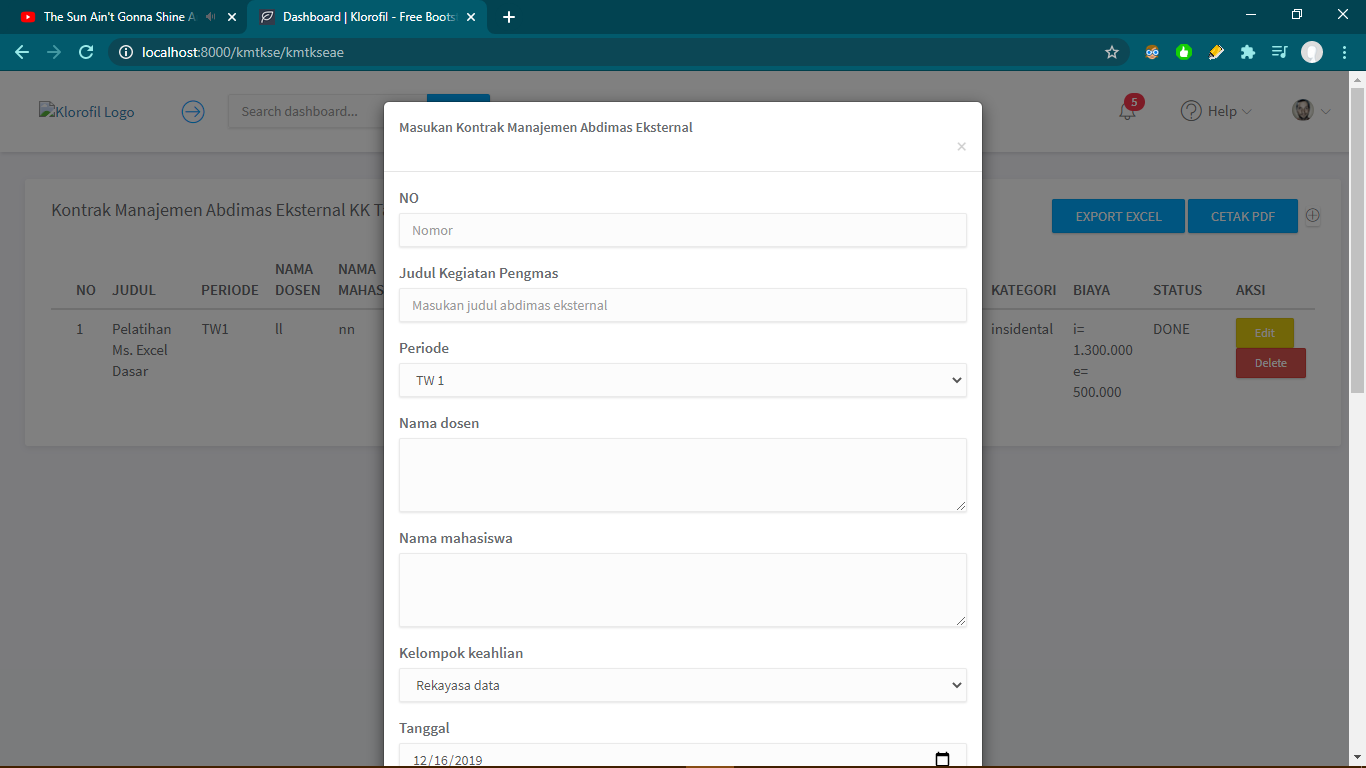 The Sun Ain't Gonna Shine A
Dashboard | Klorofil - Free Boots
localhost:8000/kmtkse/kmtkseae
Klorofil Logo
Search dashboard...
5
Help
Masukan Kontrak Manajemen Abdimas Eksternal
×
Kontrak Manajemen Abdimas Eksternal KK Ta
EXPORT EXCEL
CETAK PDF
NO
JUDUL
PERIODE
NAMA
DOSEN
NAMA
MAHAS
KATEGORI
BIAYA
STATUS
AKSI
1
Pelatihan
Ms. Excel
Dasar
TW1
ll
nn
insidental
i=
1.300.000
e=
500.000
DONE
Edit
Delete
NO
Nomor
Judul Kegiatan Pengmas
Masukan judul abdimas eksternal
Periode
TW 1
Nama dosen
Nama mahasiswa
Kelompok keahlian
Rekayasa data
Tanggal
12/16/2019